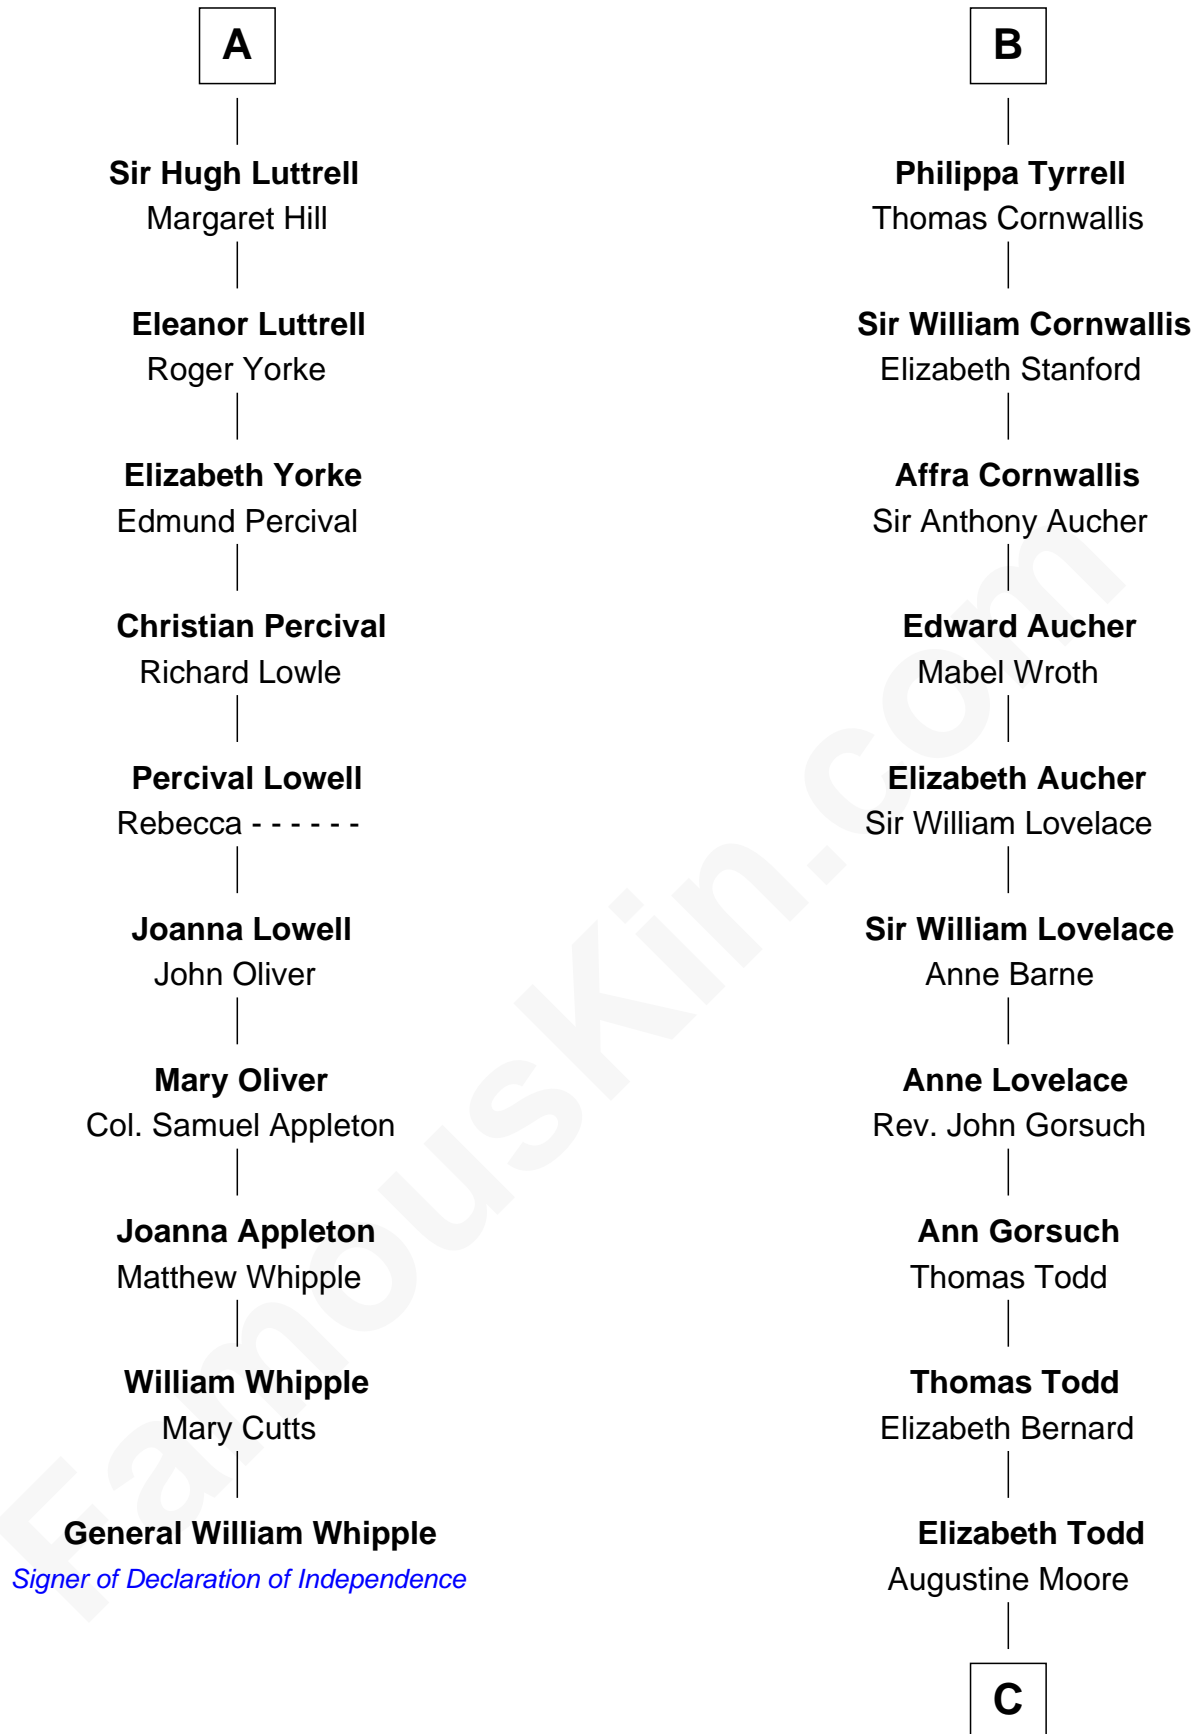 A
Sir Hugh Luttrell
Margaret Hill
Eleanor Luttrell
Roger Yorke
Elizabeth Yorke
Edmund Percival
Christian Percival
Richard Lowle
Percival Lowell
Rebecca - - - - - -
Joanna Lowell
John Oliver
Mary Oliver
Col. Samuel Appleton
Joanna Appleton
Matthew Whipple
William Whipple
Mary Cutts
General William Whipple
Signer of Declaration of Independence
B
Philippa Tyrrell
Thomas Cornwallis
Sir William Cornwallis
Elizabeth Stanford
Affra Cornwallis
Sir Anthony Aucher
Edward Aucher
Mabel Wroth
Elizabeth Aucher
Sir William Lovelace
Sir William Lovelace
Anne Barne
Anne Lovelace
Rev. John Gorsuch
Ann Gorsuch
Thomas Todd
Thomas Todd
Elizabeth Bernard
Elizabeth Todd
Augustine Moore
C
FamousKin.com